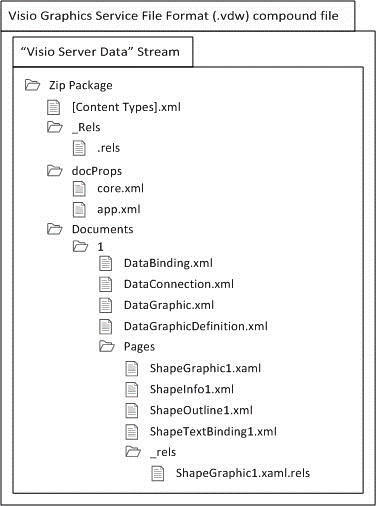 Visio Graphics Service File Format (.vdw) compound file
“Visio Server Data” Stream
Zip Package
[Content Types].xml
_Rels
.rels
docProps
core.xml
app.xml
Documents
1
DataBinding.xml
DataConnection.xml
DataGraphic.xml
DataGraphicDefinition.xml
Pages
ShapeGraphic1.xaml
ShapeInfo1.xml
ShapeOutline1.xml
ShapeTextBinding1.xml
_rels
ShapeGraphic1.xaml.rels